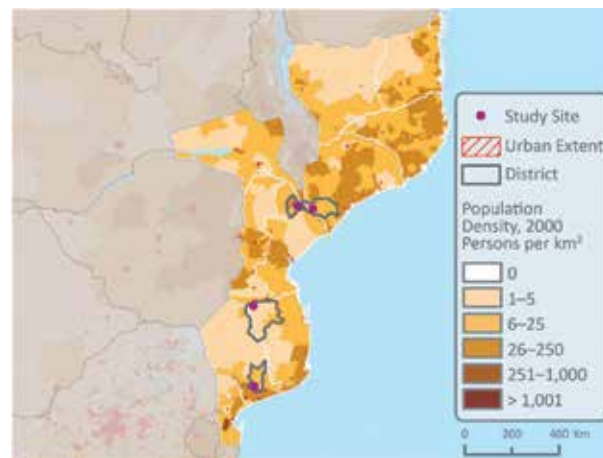 Study Site
Urban Extent
District
Population
Density, 2000
Persons per km²
0
1–5
6–25
26–250
251–1,000
> 1,001
0 200 400 Km